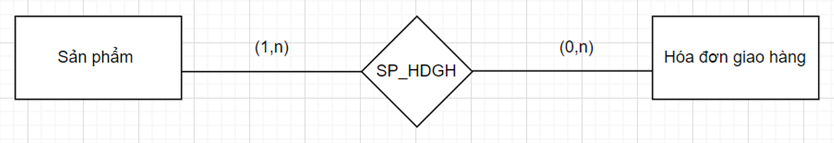 Sản phẩm
(1,n)
SP_HDGH
(0,n)
Hóa đơn giao hàng